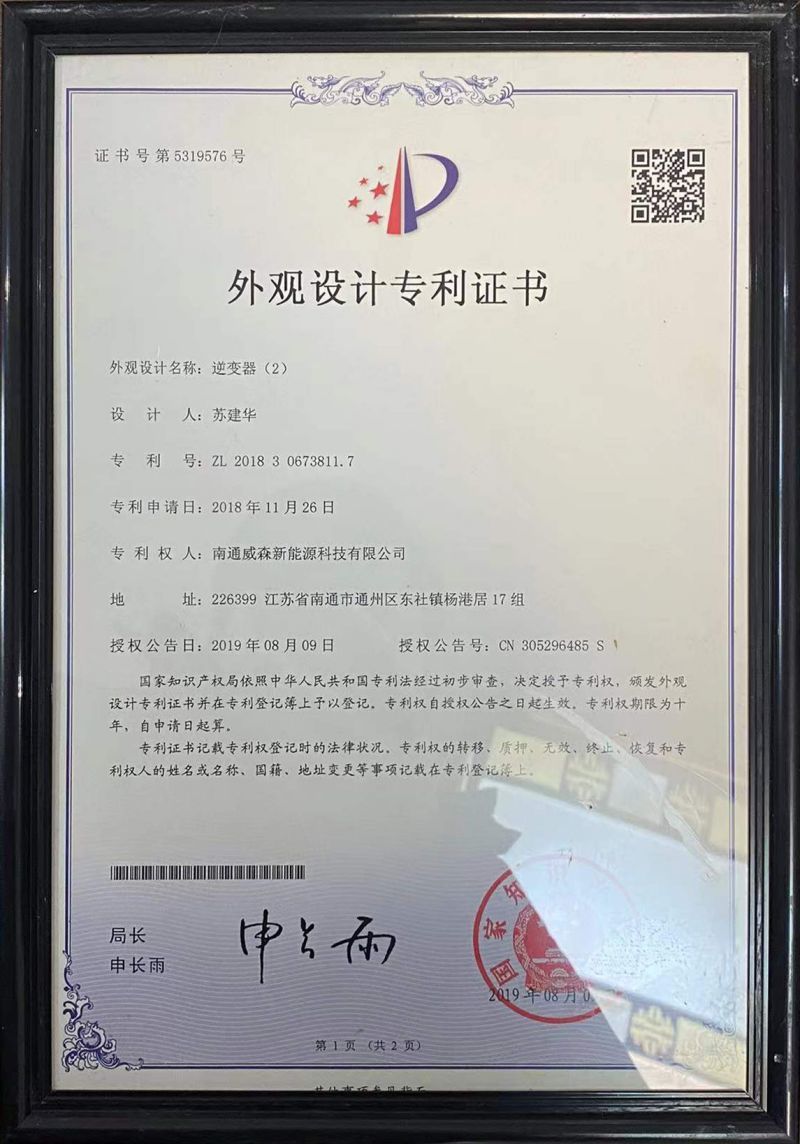 证书号第5319576号
外观设计专利证书
外观设计名称：逆变器（2）
设计人：苏建华
专利号：ZL 2018 3 0673811.7
专利申请日：2018年11月26日
专利权人：南通威森新能源科技有限公司
地址：226399 江苏省南通市通州区东社镇杨港居17组
授权公告日：2019年08月09日 授权公告号：CN 305296485 S
国家知识产权局依照中华人民共和国专利法经过初步审查，决定授予专利权，颁发外观
设计专利证书并在专利登记簿上予以登记。专利权自授权公告之日起生效。专利权期限为十
年，自申请日起算。
专利证书记载专利权登记时的法律状况。专利权的转移、质押、无效、终止、恢复和专
利权人的姓名或名称、国籍、地址变更等事项记载在专利登记簿上。
局长
申长雨
申长雨
国家知识
2019年08月0
第1页（共2页）